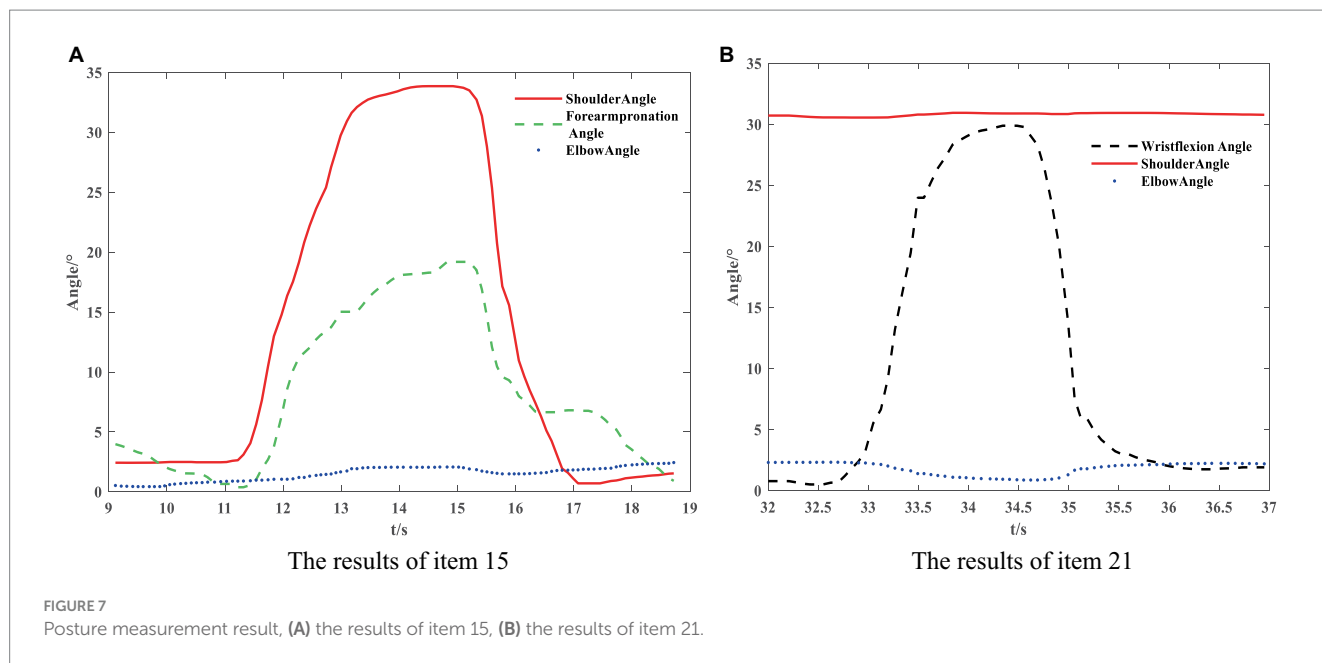 A
35
30
25
20
15
10
5
0
Angle/°
ShoulderAngle
Forearmpronation
Angle
ElbowAngle
9 10 11 12 13 14 15 16 17 18 19
t/s
The results of item 15
B
35
30
25
20
15
10
5
0
Angle/°
Wristflexion Angle
ShoulderAngle
ElbowAngle
32 32.5 33 33.5 34 34.5 35 35.5 36 36.5 37
t/s
The results of item 21
FIGURE 7
Posture measurement result, (A) the results of item 15, (B) the results of item 21.